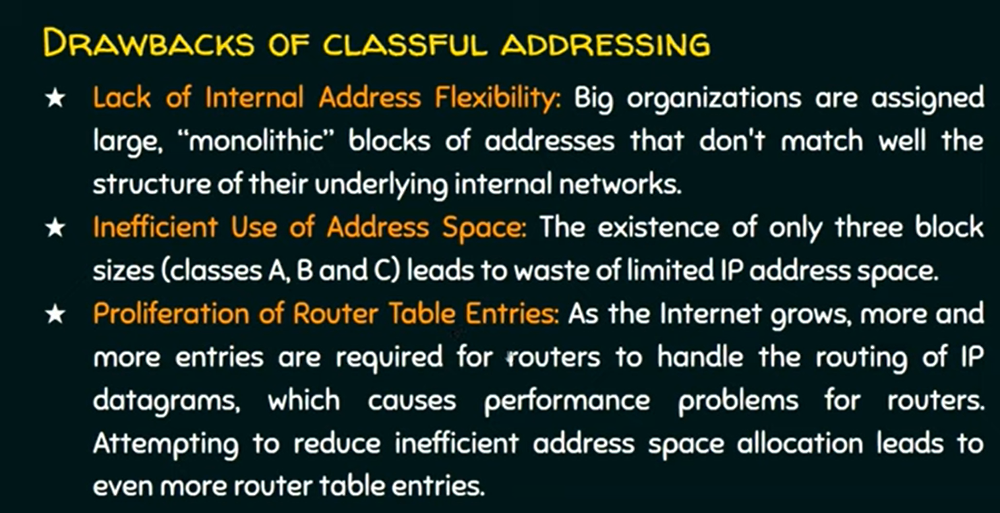 DRAWBACKS OF CLASSFUL ADDRESSING
★ Lack of Internal Address Flexibility: Big organizations are assigned
large, “monolithic” blocks of addresses that don't match well the
structure of their underlying internal networks.
★ Inefficient Use of Address Space: The existence of only three block
sizes (classes A, B and C) leads to waste of limited IP address space.
★ Proliferation of Router Table Entries: As the Internet grows, more and
more entries are required for routers to handle the routing of IP
datagrams, which causes performance problems for routers.
Attempting to reduce inefficient address space allocation leads to
even more router table entries.